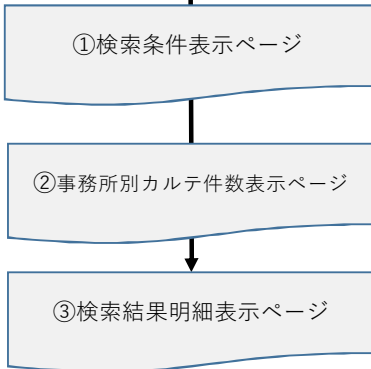 ①検索条件表示ページ
②事務所別カルテ件数表示ページ
③検索結果明細表示ページ